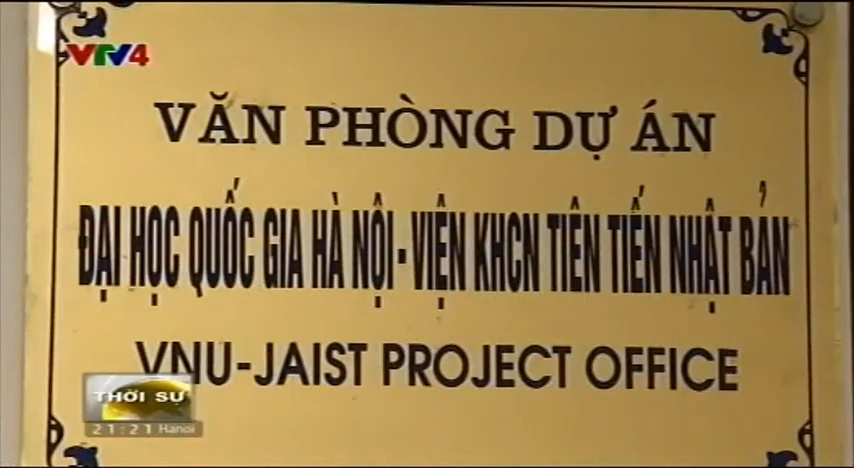 VTV4
VĂN PHÒNG DỰ ÁN
ĐẠI HỌC QUỐC GIA HÀ NỘI - VIỆN KHCN TIÊN TIẾN NHẬT BẢN
VNU-JAIST PROJECT OFFICE
THỜI SỰ
21:21 Hanoi